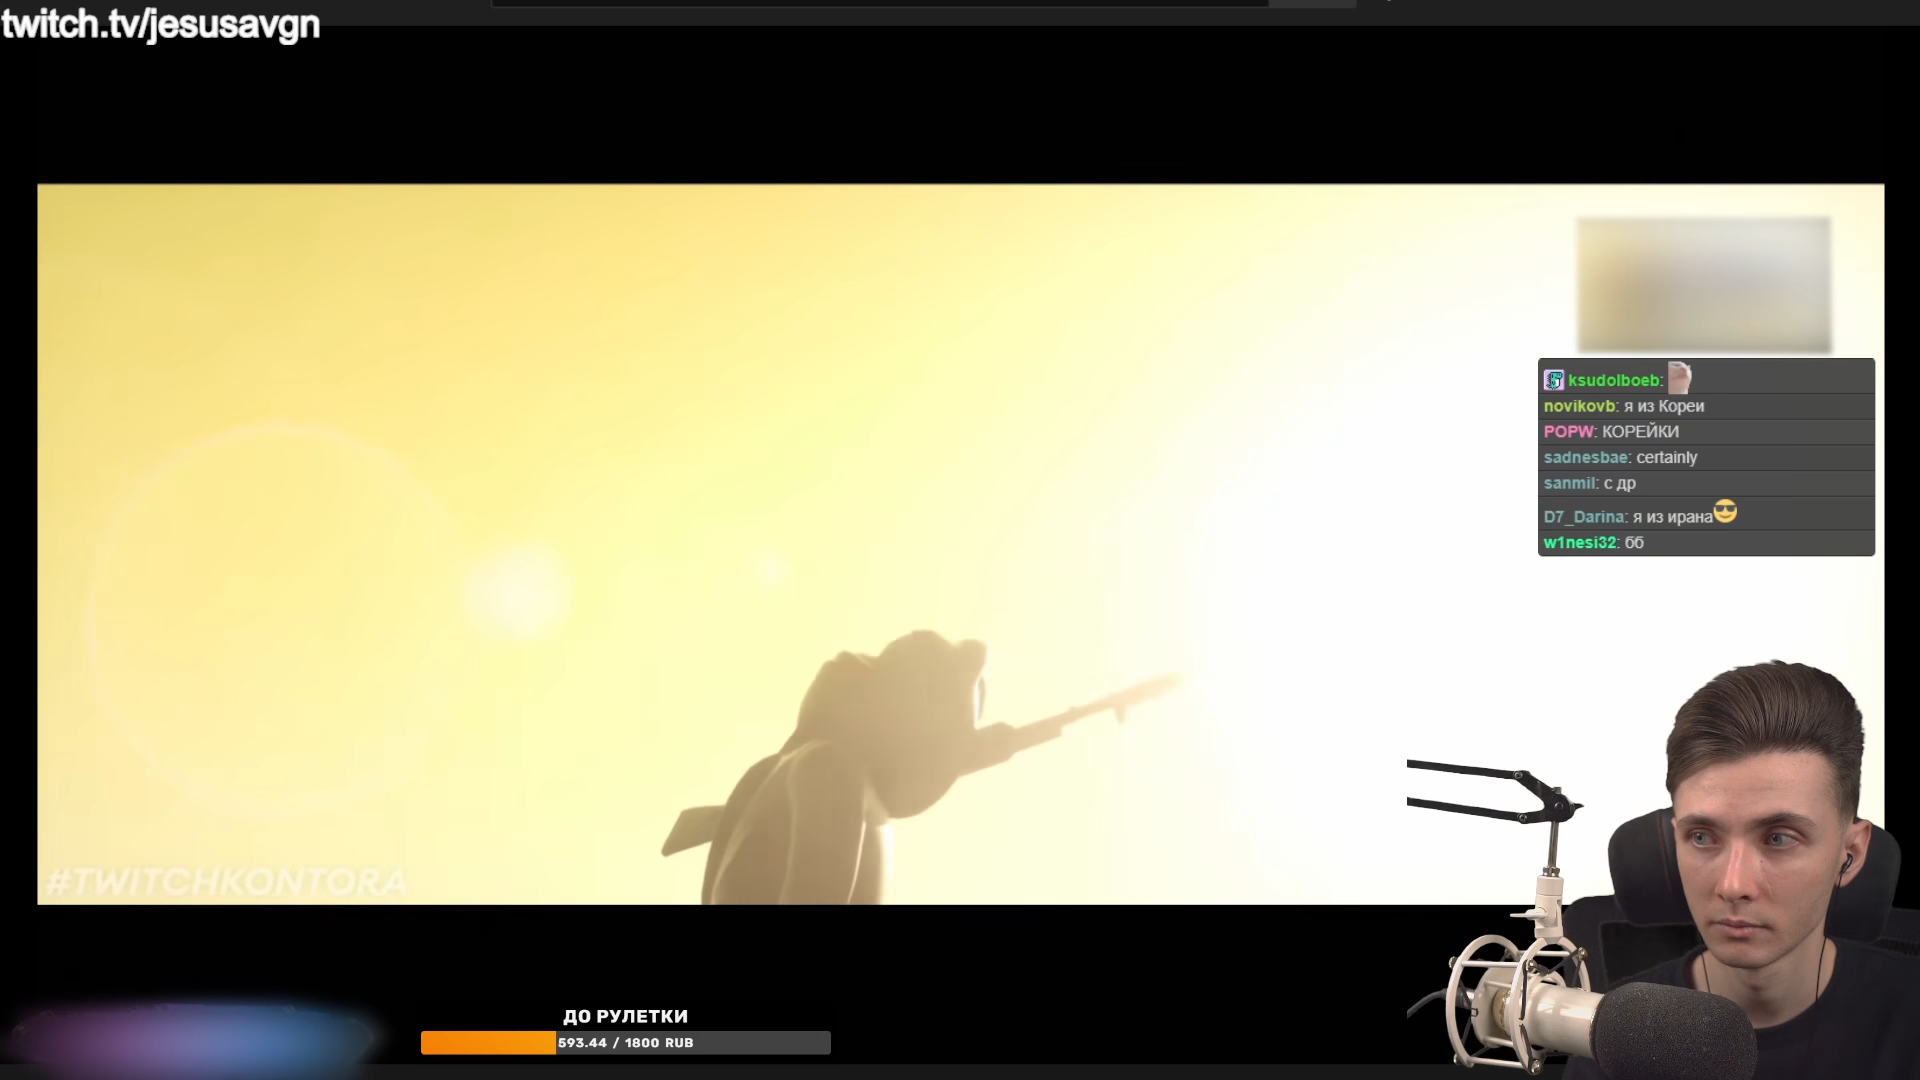 twitch.tv/jesusavgn
ksudolboeb:
novikovb: я из Кореи
POPW: КОРЕЙКИ
sadnesbae: certainly
sanmil: с др
D7_Darina: я из ирана😎
w1nesi32: бб
#TWITCHKONTORA
ДО РУЛЕТКИ
593.44 / 1800 RUB